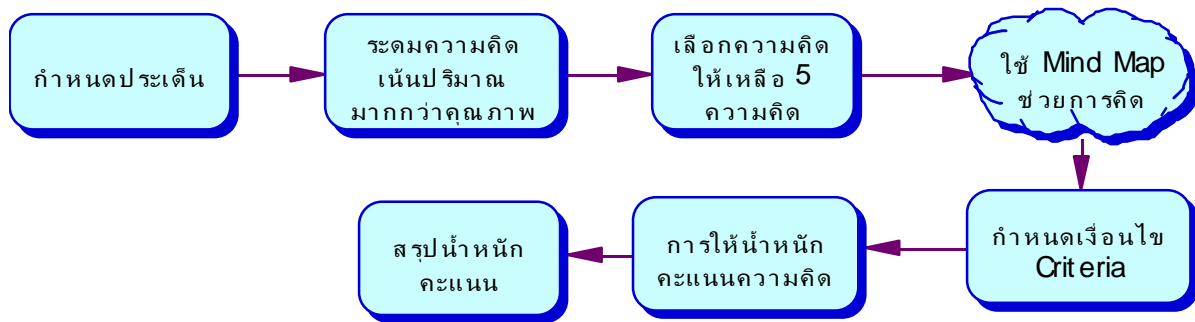 กำหนดประเด็น
ระดมความคิด
เน้นปริมาณ
มากกว่าคุณภาพ
เลือกความคิด
ให้เหลือ 5
ความคิด
ใช้ Mind Map
ช่วยการคิด
กำหนดเงื่อนไข
Criteria
การให้น้ำหนัก
คะแนนความคิด
สรุปน้ำหนัก
คะแนน